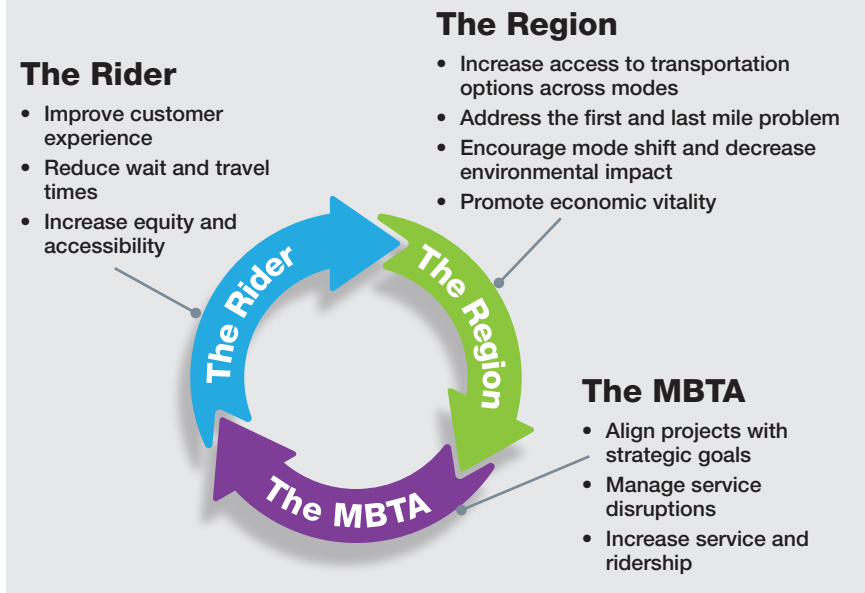 The Rider
• Improve customer
experience
• Reduce wait and travel
times
• Increase equity and
accessibility
The Region
• Increase access to transportation
options across modes
• Address the first and last mile problem
• Encourage mode shift and decrease
environmental impact
• Promote economic vitality
The Rider
The Region
The MBTA
The MBTA
• Align projects with
strategic goals
• Manage service
disruptions
• Increase service and
ridership